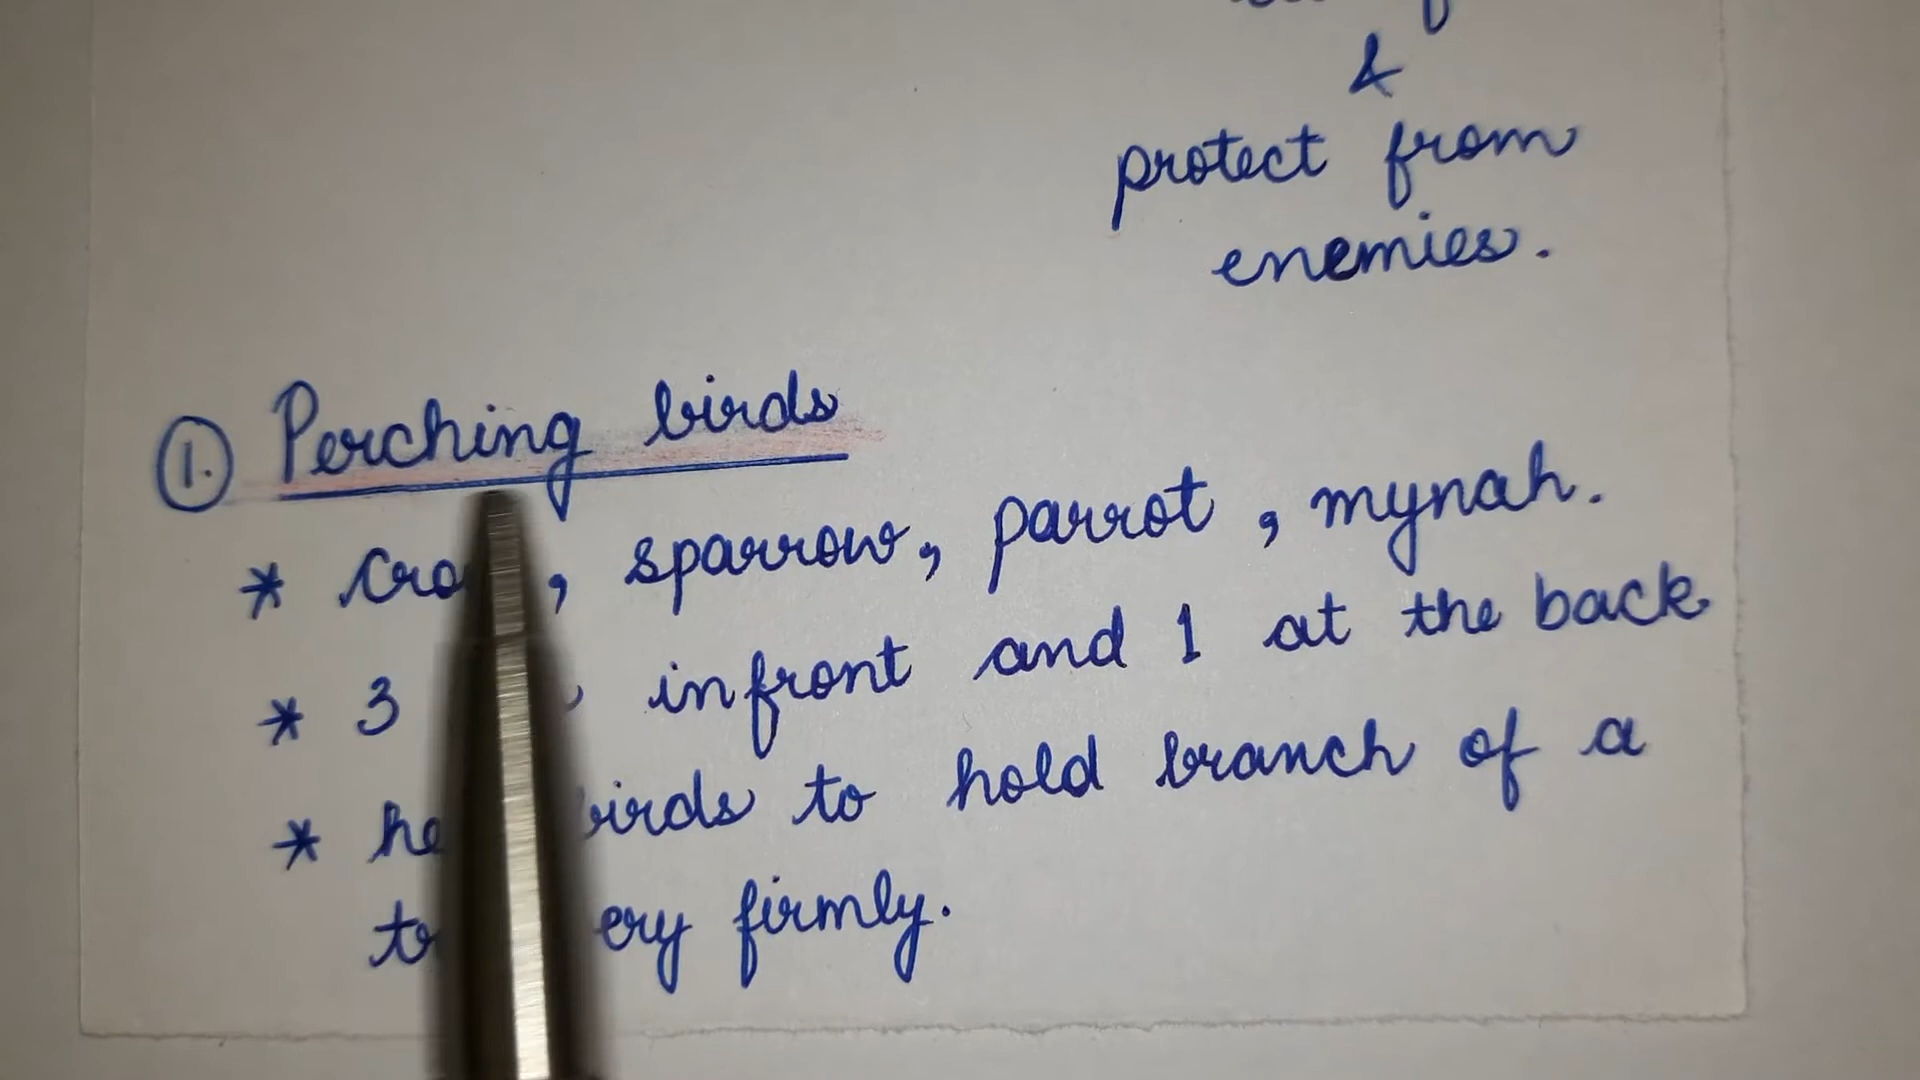 &
protect from
enemies.
1. Perching birds
* , sparrow, parrot, mynah.
* 3 infront and 1 at the back
* birds to hold branch of a
firmly.